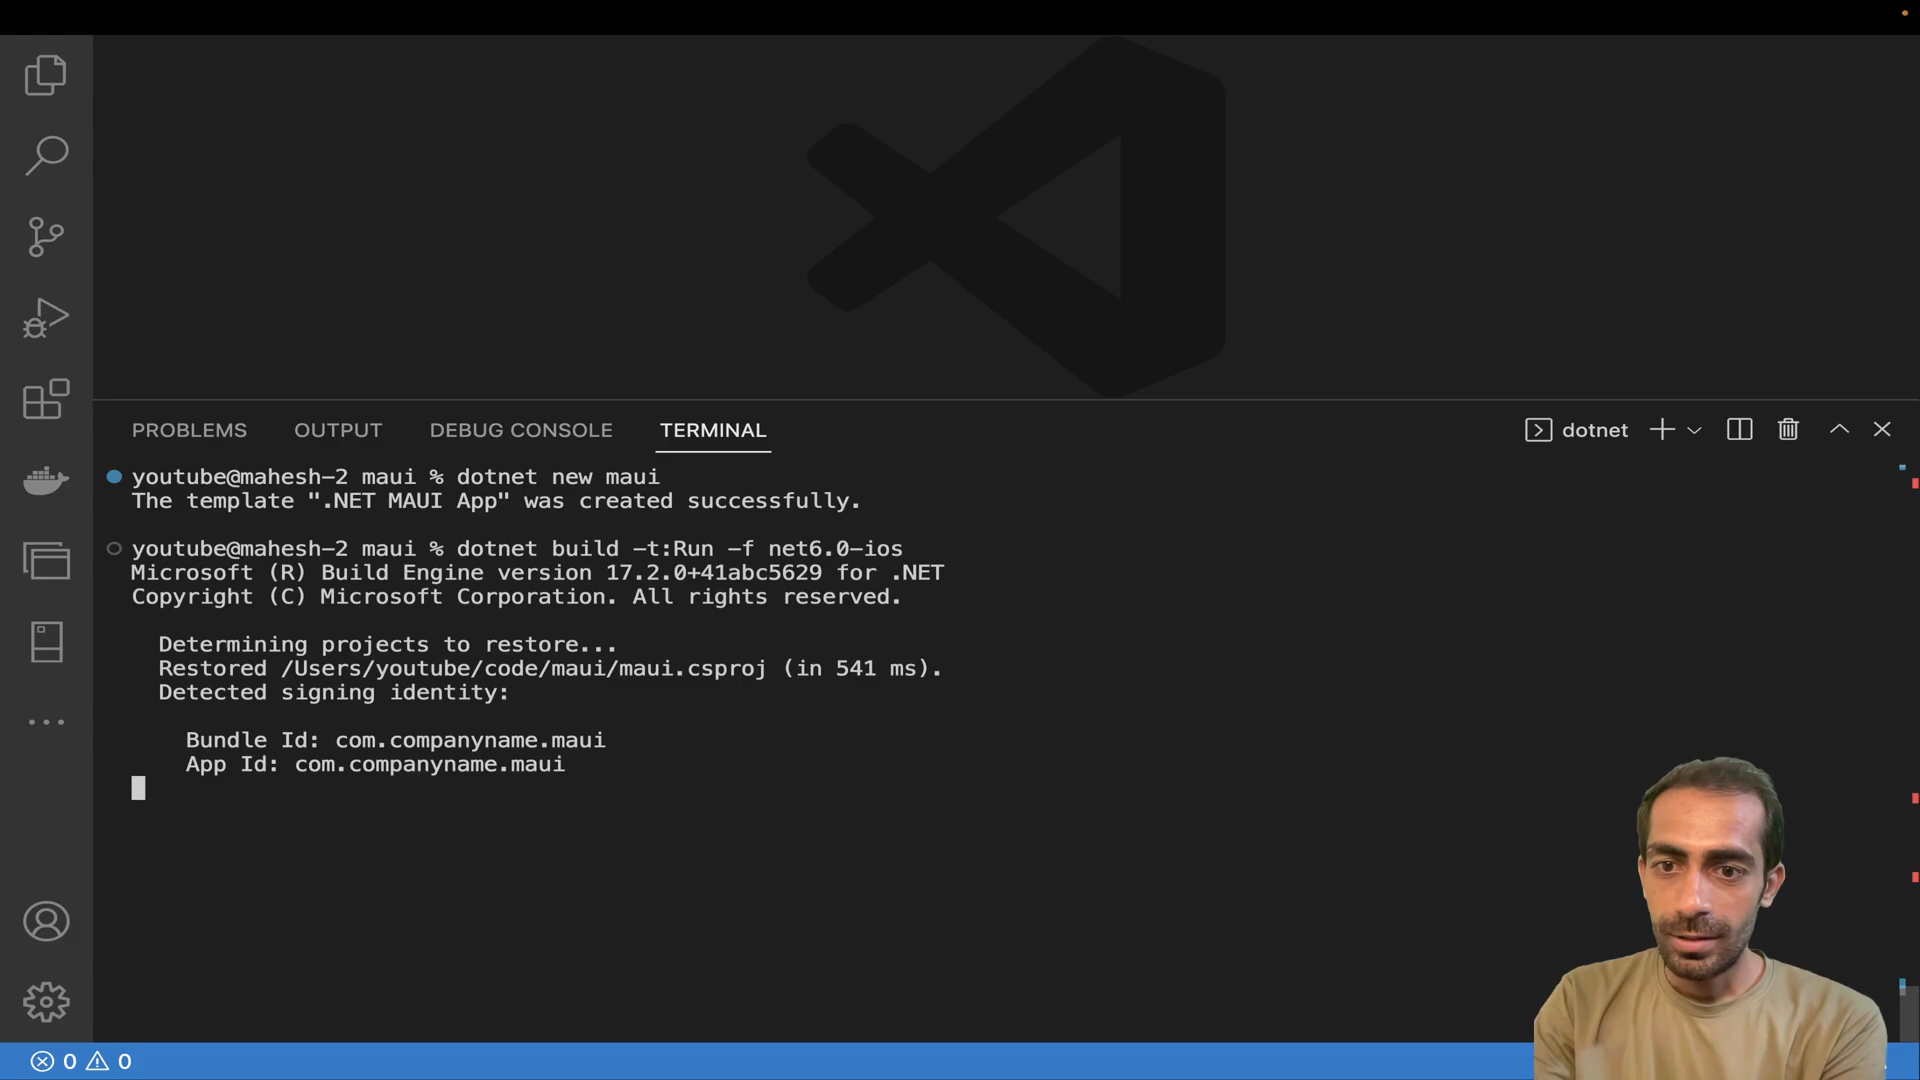 PROBLEMS OUTPUT DEBUG CONSOLE TERMINAL dotnet
youtube@mahesh-2 maui % dotnet new maui
The template ".NET MAUI App" was created successfully.
youtube@mahesh-2 maui % dotnet build -t:Run -f net6.0-ios
Microsoft (R) Build Engine version 17.2.0+41abc5629 for .NET
Copyright (C) Microsoft Corporation. All rights reserved.
Determining projects to restore...
Restored /Users/youtube/code/maui/maui.csproj (in 541 ms).
Detected signing identity:
Bundle Id: com.companyname.maui
App Id: com.companyname.maui
0 0